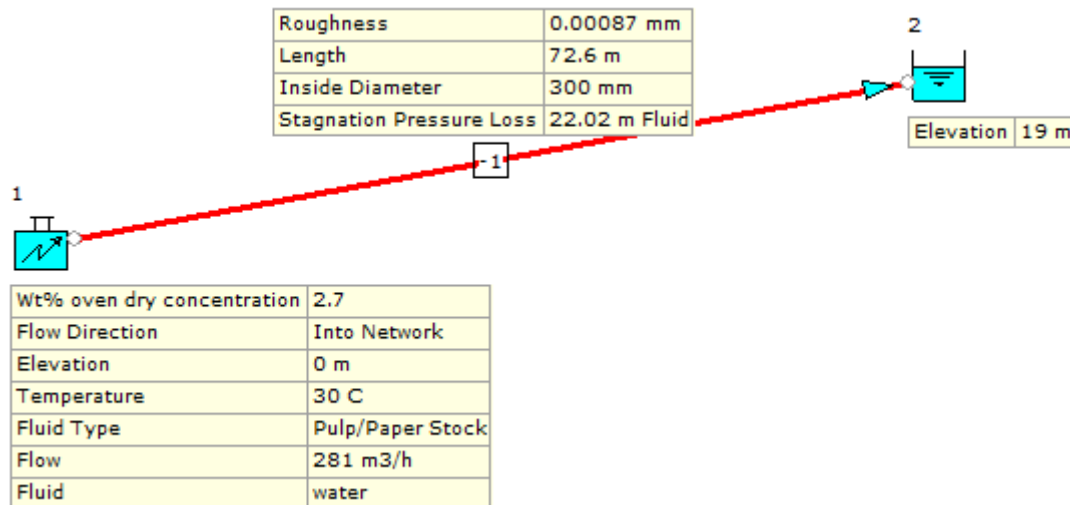 Roughness 0.00087 mm
Length 72.6 m
Inside Diameter 300 mm
Stagnation Pressure Loss 22.02 m Fluid
2
Elevation 19 m
-1
1
Wt% oven dry concentration 2.7
Flow Direction Into Network
Elevation 0 m
Temperature 30 C
Fluid Type Pulp/Paper Stock
Flow 281 m3/h
Fluid water